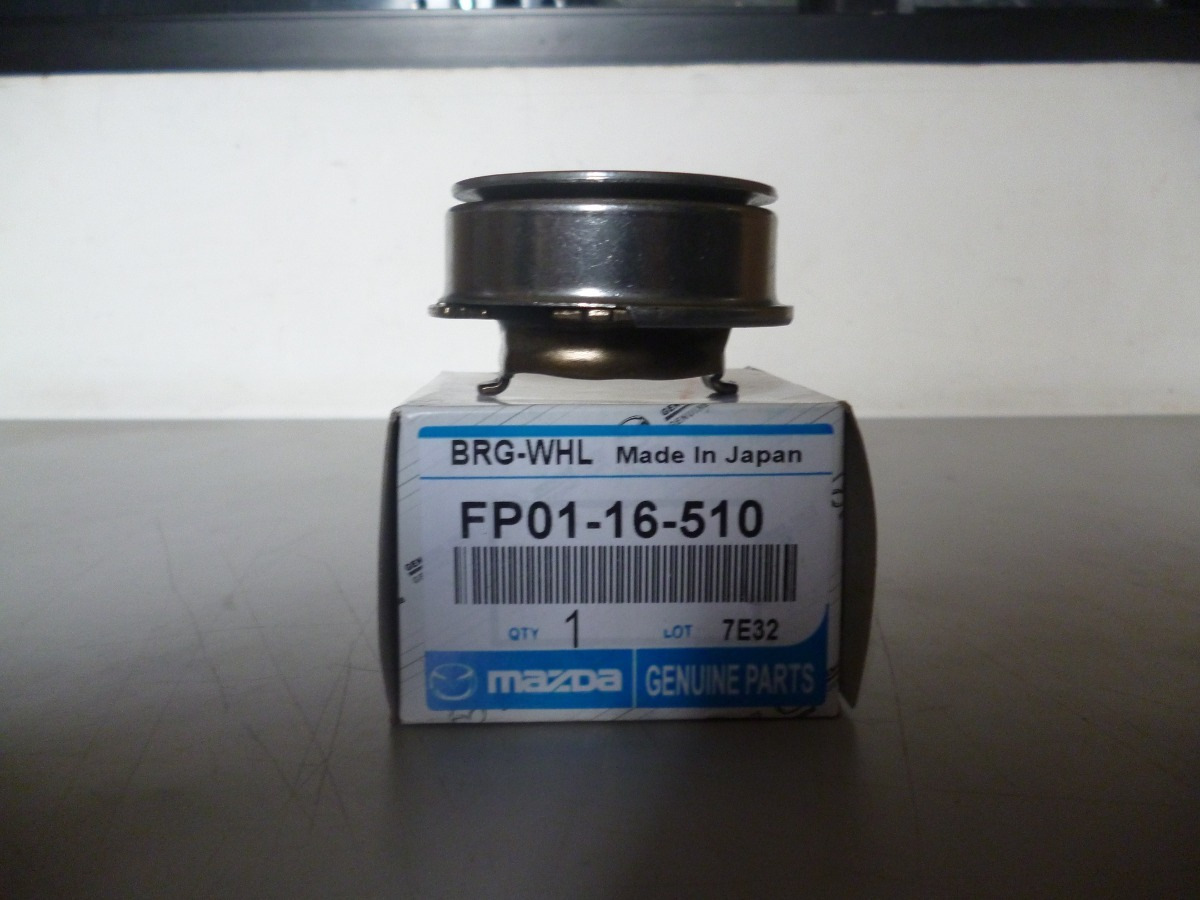 BRG-WHL Made In Japan
FP01-16-510
QTY 1 LOT 7E32
mazda GENUINE PARTS